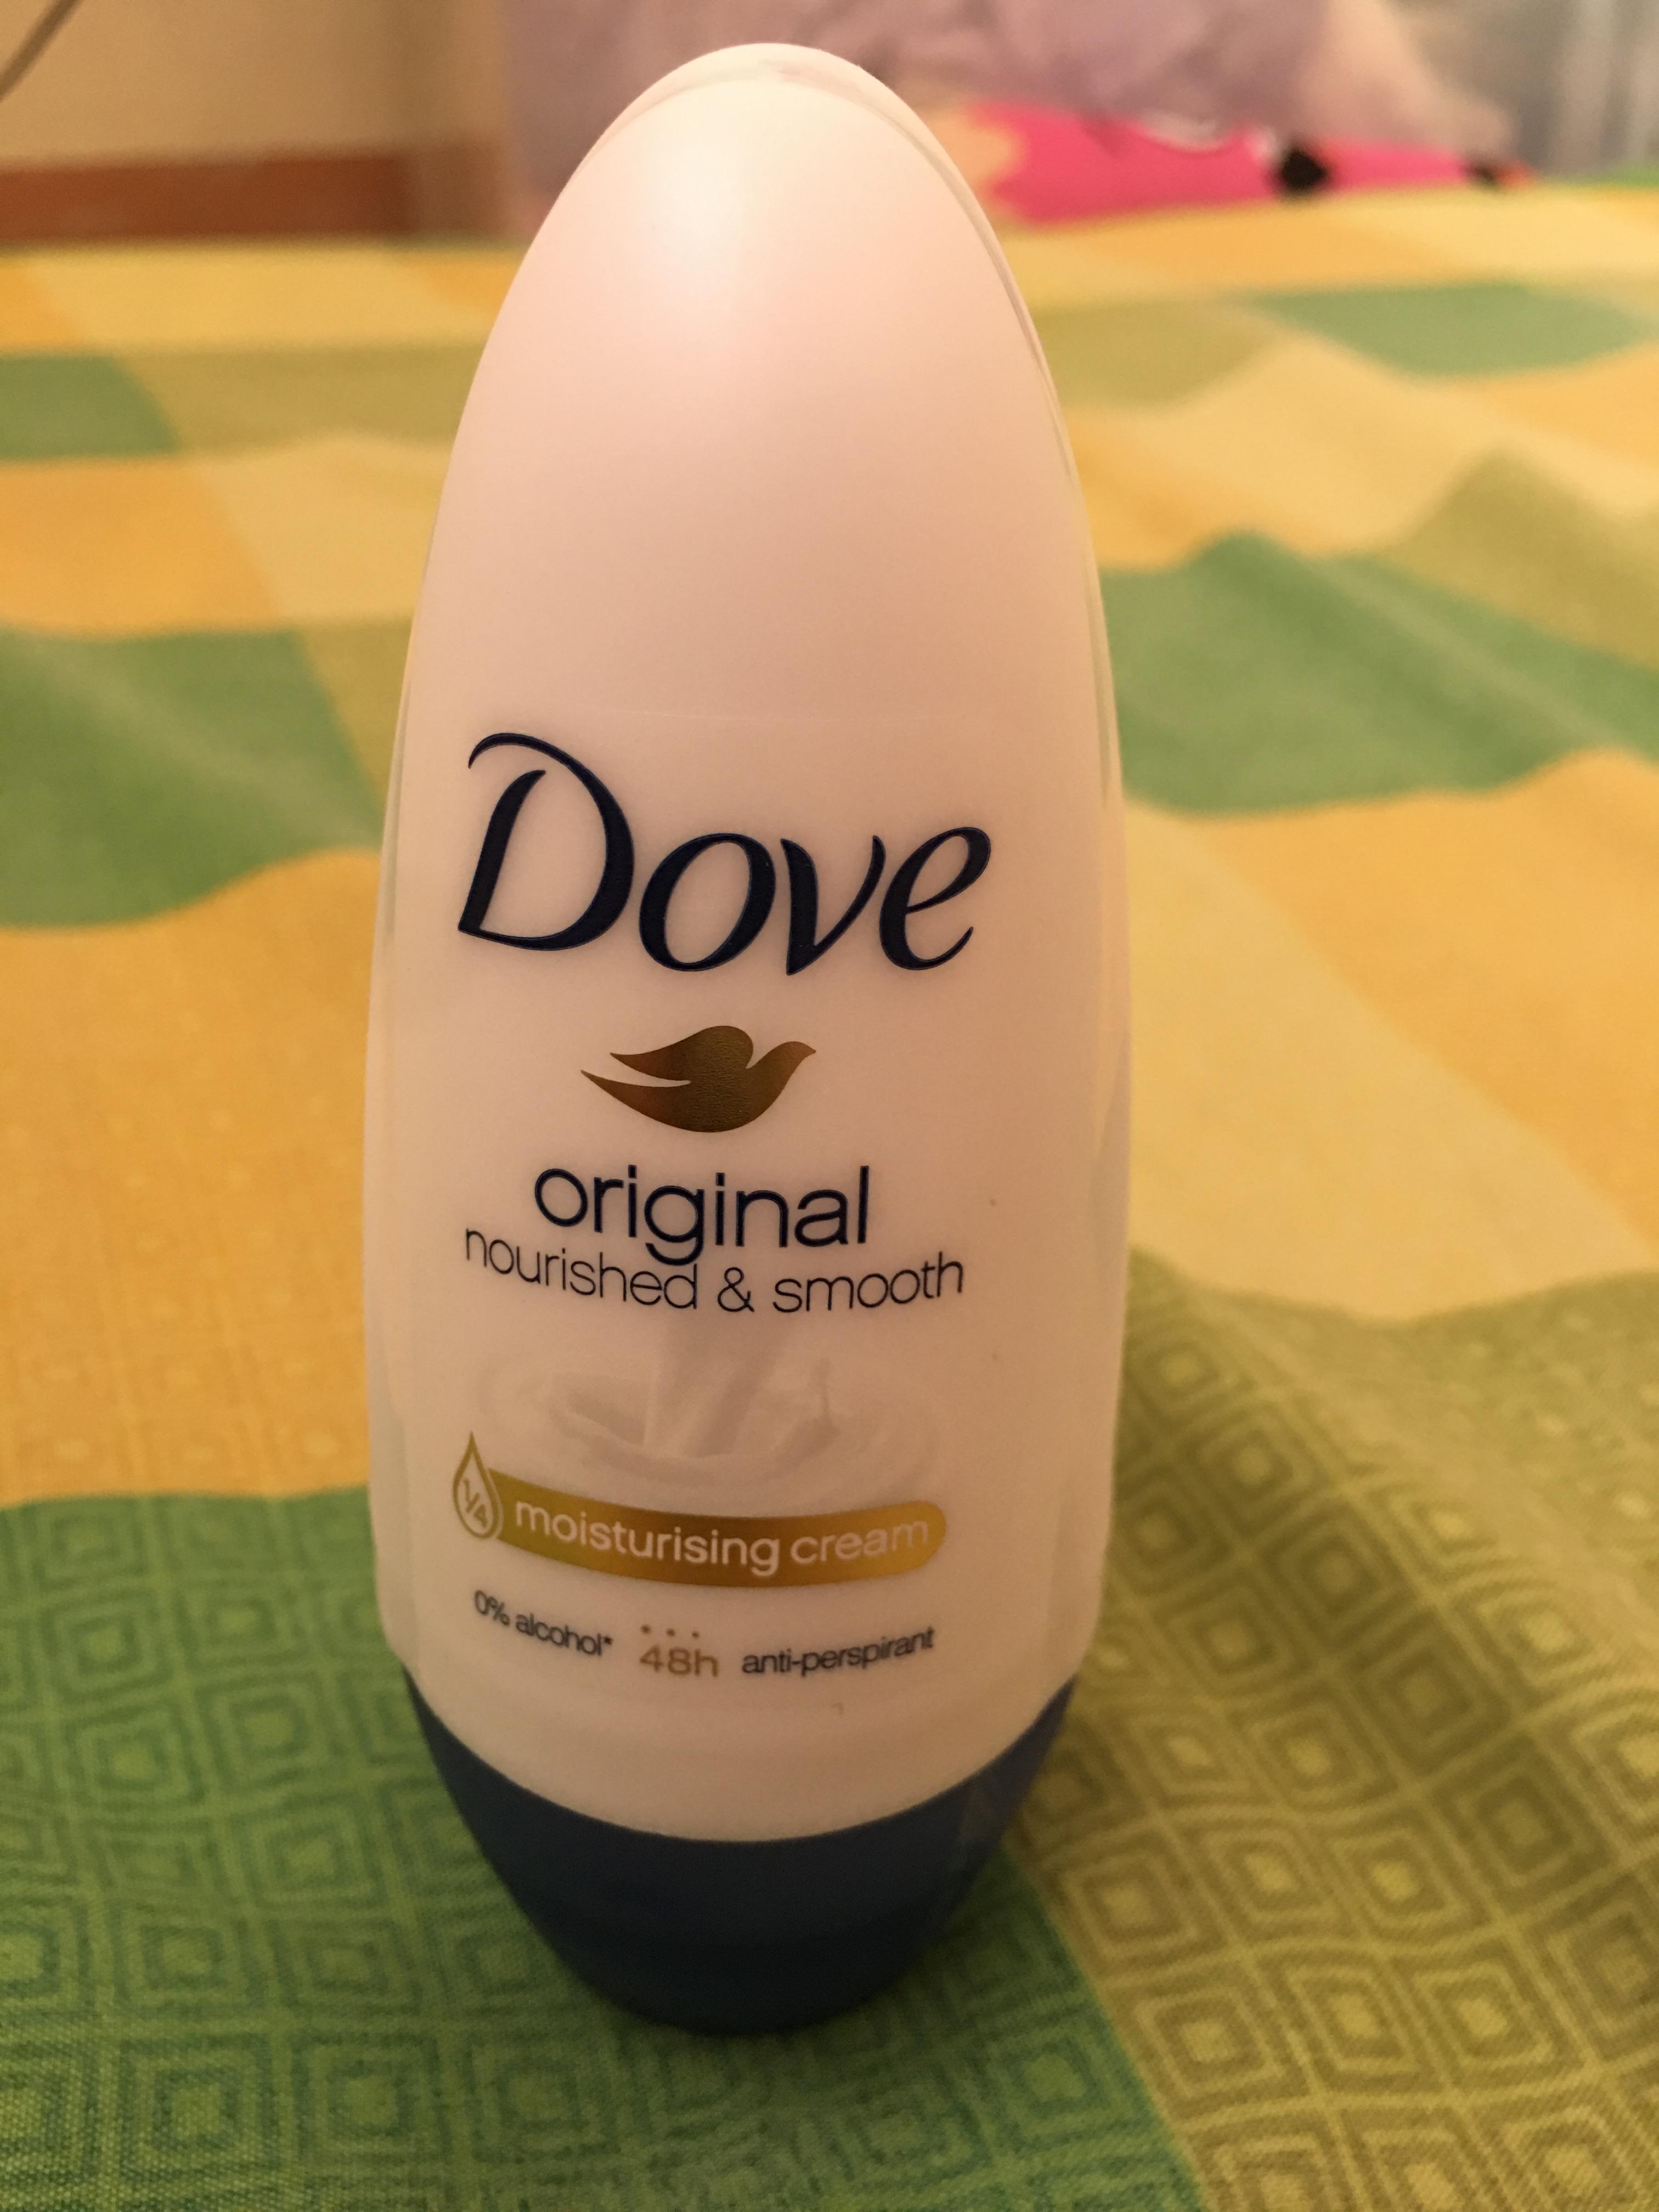 Dove
original
nourished & smooth
1/4 moisturising cream
0% alcohol* 48h anti-perspirant